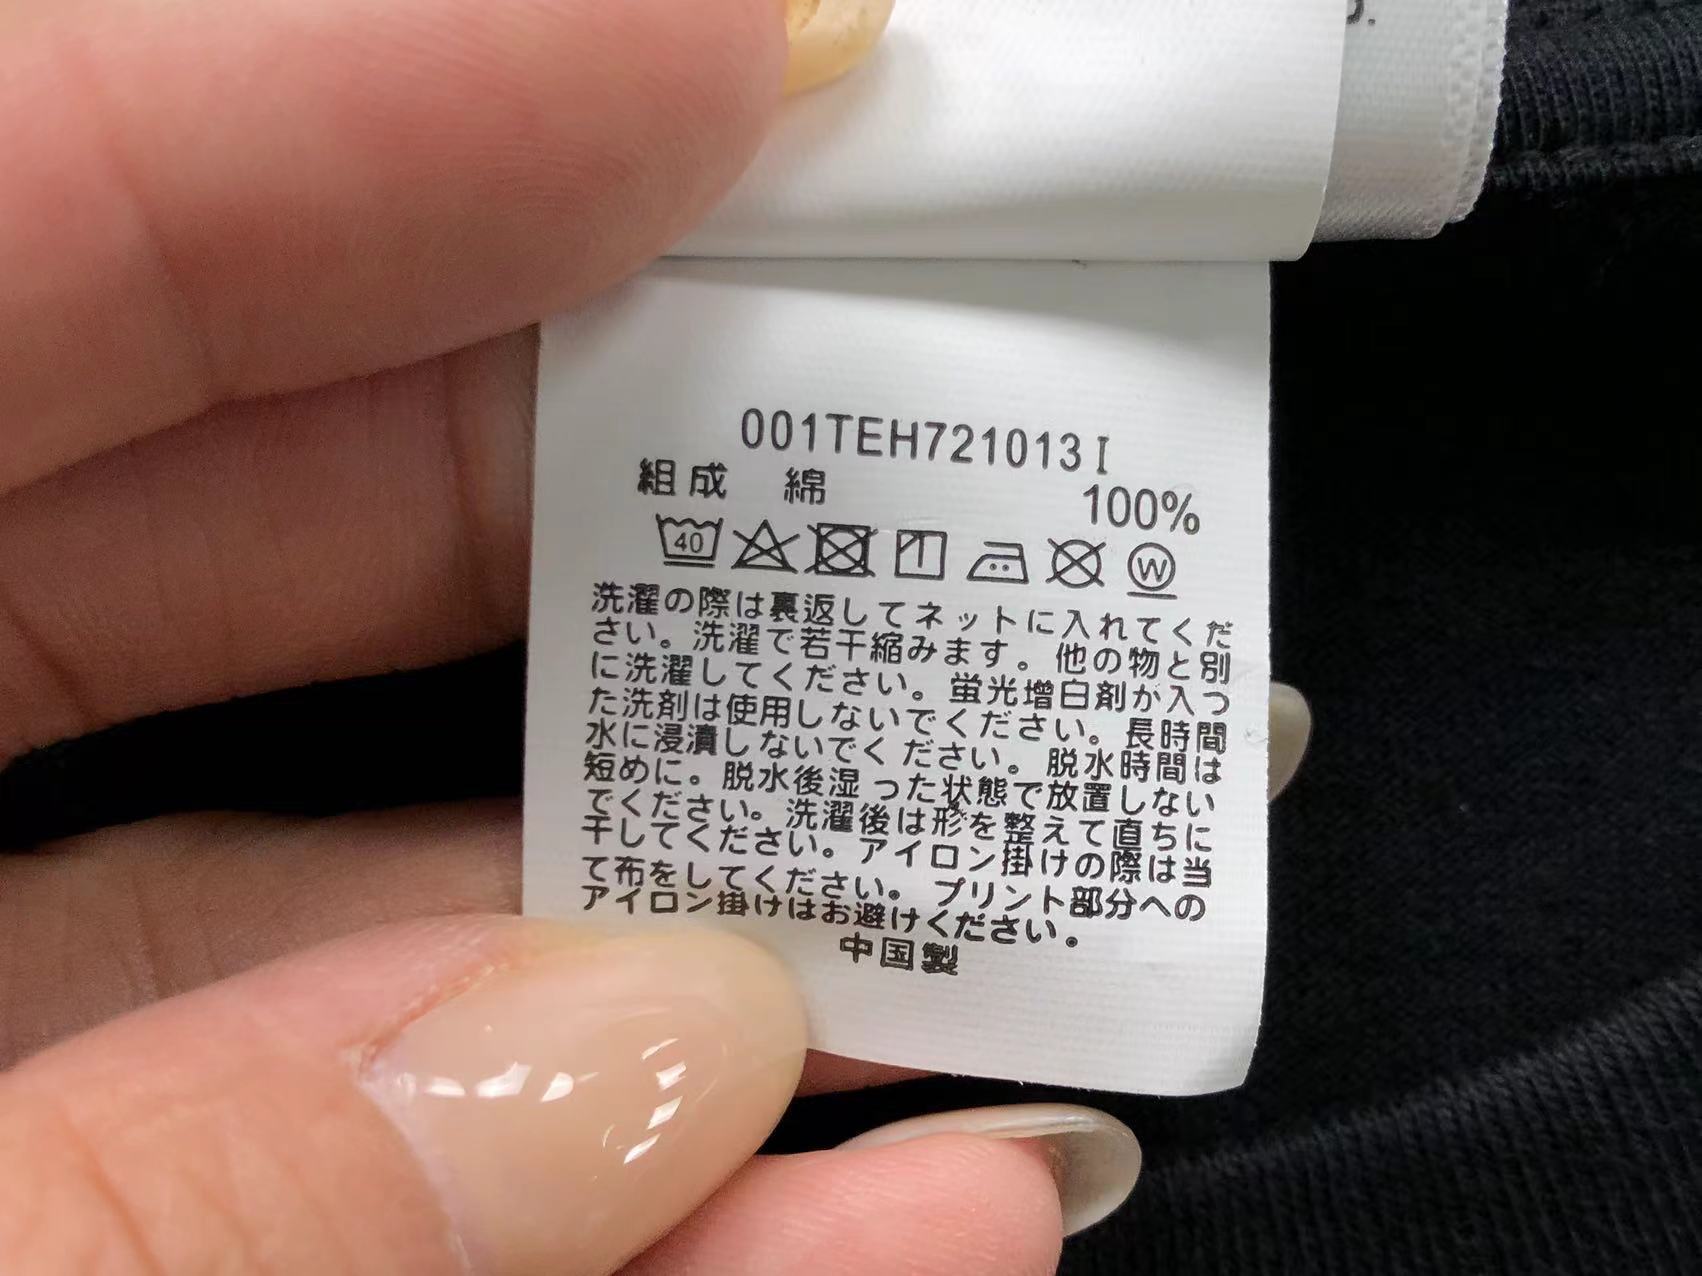 001TEH721013I
組成 綿 100%
40
W
洗濯の際は裏返してネットに入れてくだ
さい。洗濯で若干縮みます。他の物と別
に洗濯してください。蛍光増白剤が入つ
た洗剤は使用しないでください。長時間
水に浸漬しないでください。脱水時間は
短めに。脱水後湿った状態で放置しない
でください。洗濯後は形を整えて直ちに
干してください。アイロン掛けの際は当
て布をしてください。プリント部分への
アイロン掛けはお避けください。
中国製